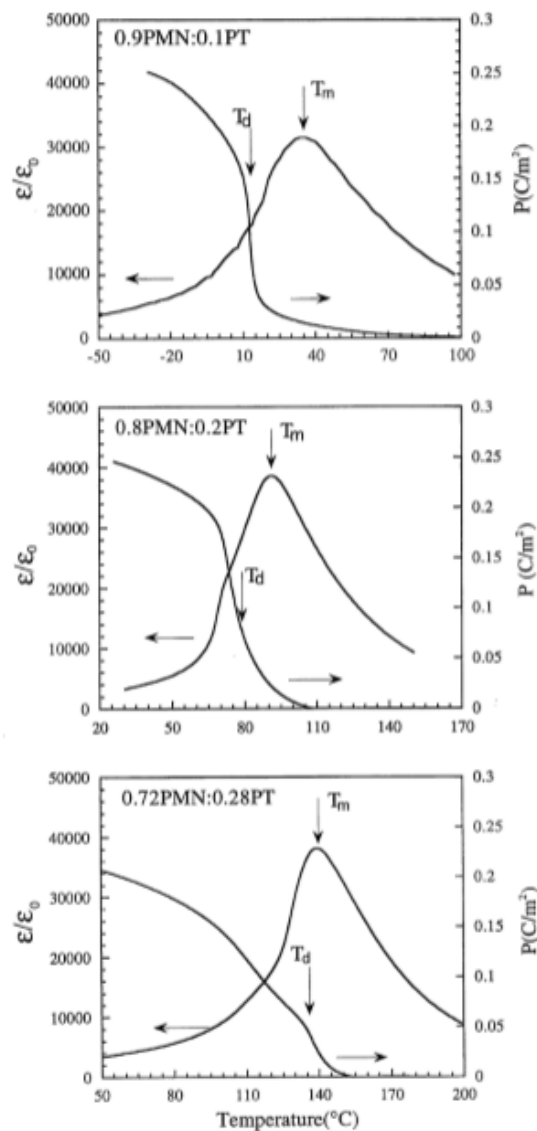 50000 0.3
0.9PMN:0.1PT
40000 0.25
Tm
Td 0.2
ε/ε0 30000
0.15 P(C/m²)
20000
0.1
10000 0.05
0 0
-50 -20 10 40 70 100
50000 0.3
0.8PMN:0.2PT
Tm
40000 0.25
0.2
ε/ε0 30000
0.15 P (C/m²)
20000 Td
0.1
10000 0.05
0 0
20 50 80 110 140 170
50000 0.3
0.72PMN:0.28PT
Tm
40000 0.25
0.2
ε/ε0 30000
0.15 P(C/m²)
20000 Td
0.1
10000 0.05
0 0
50 80 110 140 170 200
Temperature(°C)